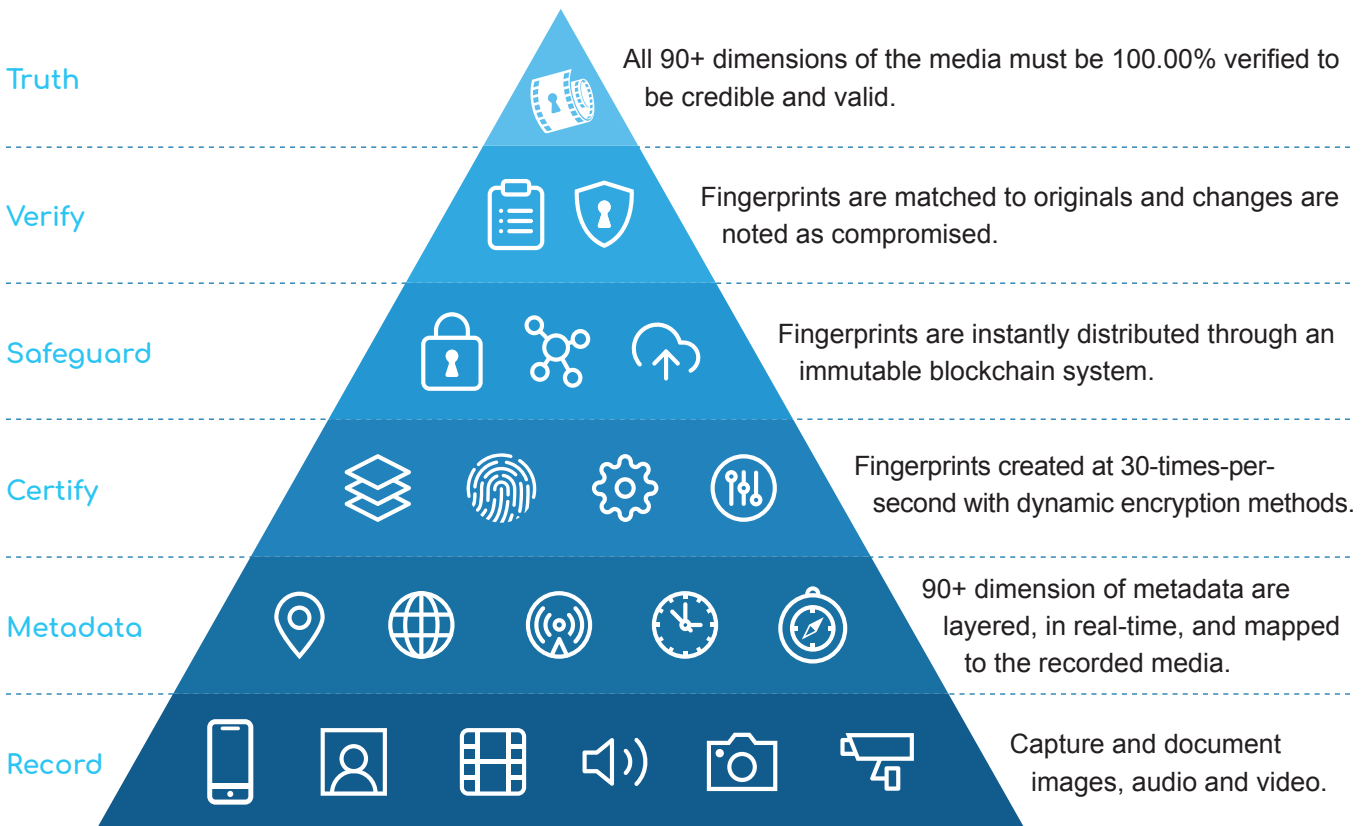 Truth
All 90+ dimensions of the media must be 100.00% verified to
be credible and valid.
Verify
Fingerprints are matched to originals and changes are
noted as compromised.
Safeguard
Fingerprints are instantly distributed through an
immutable blockchain system.
Certify
Fingerprints created at 30-times-per-
second with dynamic encryption methods.
Metadata
90+ dimension of metadata are
layered, in real-time, and mapped
to the recorded media.
Record
Capture and document
images, audio and video.